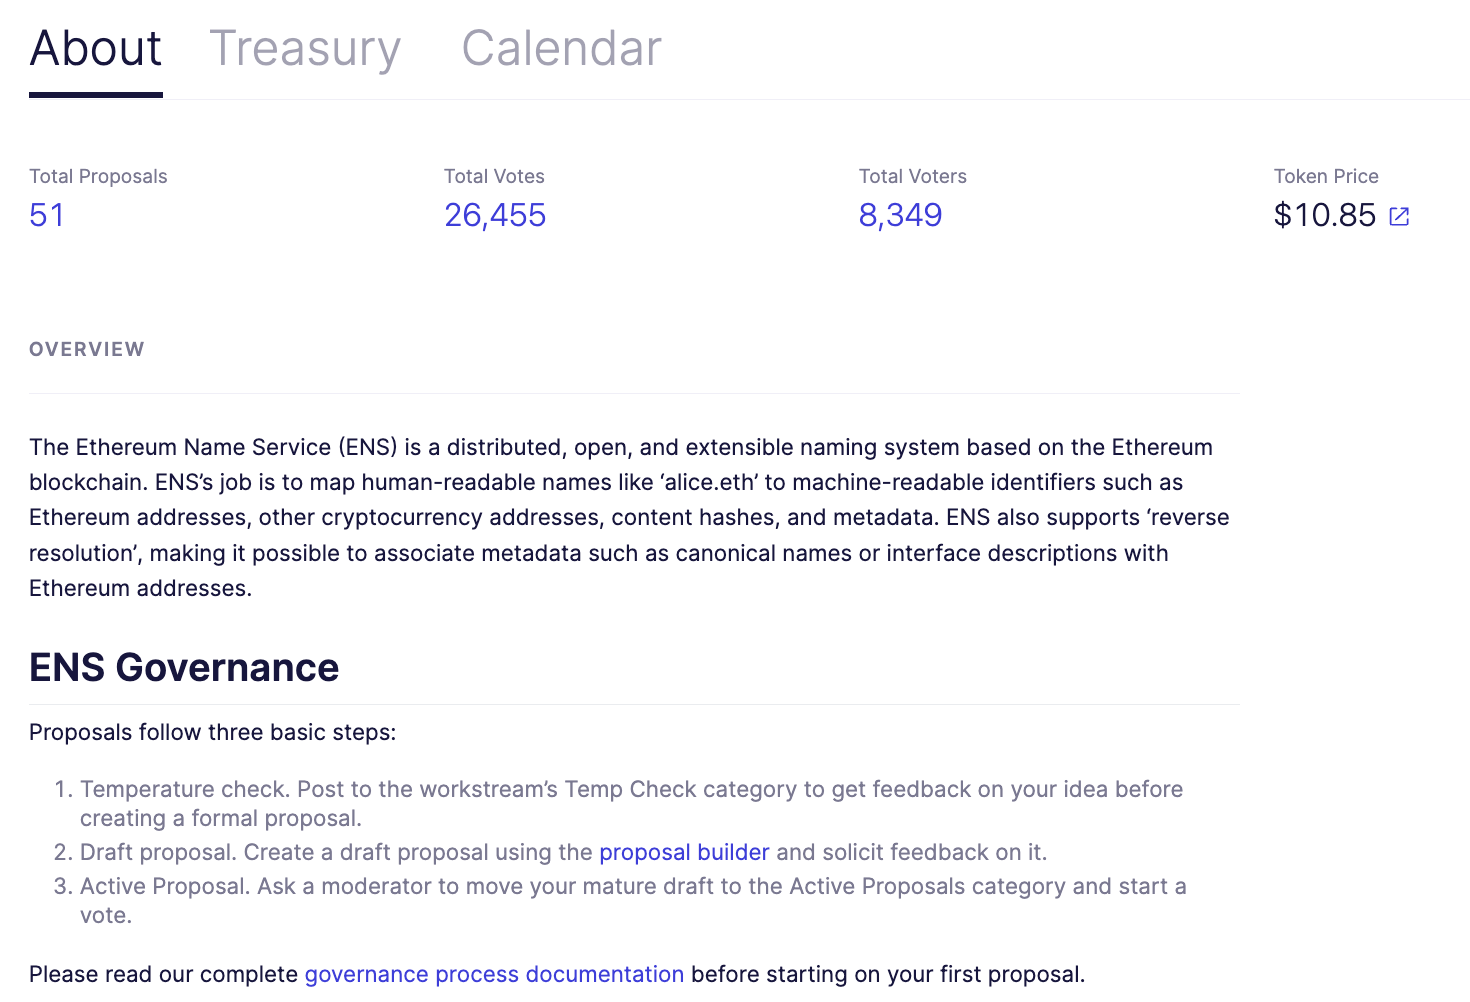 About Treasury Calendar
Total Proposals Total Votes Total Voters Token Price
51 26,455 8,349 $10.85
OVERVIEW
The Ethereum Name Service (ENS) is a distributed, open, and extensible naming system based on the Ethereum
blockchain. ENS’s job is to map human-readable names like ‘alice.eth’ to machine-readable identifiers such as
Ethereum addresses, other cryptocurrency addresses, content hashes, and metadata. ENS also supports ‘reverse
resolution’, making it possible to associate metadata such as canonical names or interface descriptions with
Ethereum addresses.
ENS Governance
Proposals follow three basic steps:
1. Temperature check. Post to the workstream’s Temp Check category to get feedback on your idea before
creating a formal proposal.
2. Draft proposal. Create a draft proposal using the proposal builder and solicit feedback on it.
3. Active Proposal. Ask a moderator to move your mature draft to the Active Proposals category and start a
vote.
Please read our complete governance process documentation before starting on your first proposal.